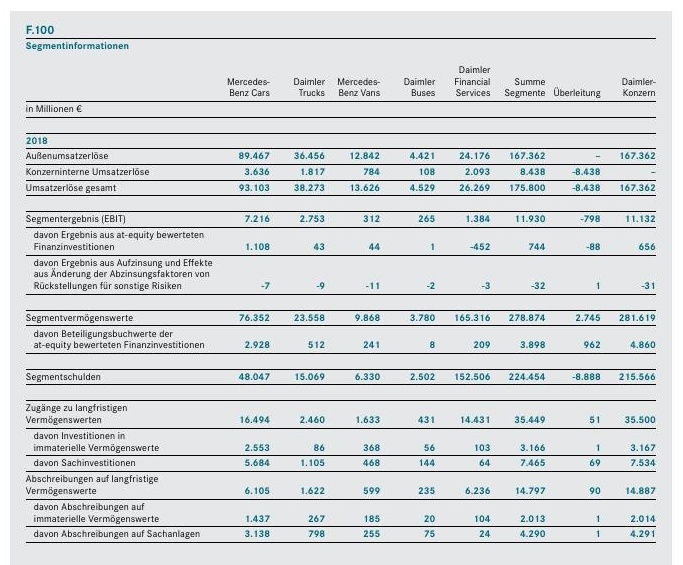 F.100
Segmentinformationen
Mercedes-Benz Cars Daimler Trucks Mercedes-Benz Vans Daimler Buses Daimler Financial Services Summe Segmente Überleitung Daimler-Konzern
in Millionen €
2018
Außenumsatzerlöse 89.467 36.456 12.842 4.421 24.176 167.362 – 167.362
Konzerninterne Umsatzerlöse 3.636 1.817 784 108 2.093 8.438 -8.438 –
Umsatzerlöse gesamt 93.103 38.273 13.626 4.529 26.269 175.800 -8.438 167.362
Segmentergebnis (EBIT) 7.216 2.753 312 265 1.384 11.930 -798 11.132
davon Ergebnis aus at-equity bewerteten
Finanzinvestitionen 1.108 43 44 1 -452 744 -88 656
davon Ergebnis aus Aufzinsung und Effekte
aus Änderung der Abzinsungsfaktoren von
Rückstellungen für sonstige Risiken -7 -9 -11 -2 -3 -32 1 -31
Segmentvermögenswerte 76.352 23.558 9.868 3.780 165.316 278.874 2.745 281.619
davon Beteiligungsbuchwerte der
at-equity bewerteten Finanzinvestitionen 2.928 512 241 8 209 3.898 962 4.860
Segmentschulden 48.047 15.069 6.330 2.502 152.506 224.454 -8.888 215.566
Zugänge zu langfristigen
Vermögenswerten 16.494 2.460 1.633 431 14.431 35.449 51 35.500
davon Investitionen in
immaterielle Vermögenswerte 2.553 86 368 56 103 3.166 1 3.167
davon Sachinvestitionen 5.684 1.105 468 144 64 7.465 69 7.534
Abschreibungen auf langfristige
Vermögenswerte 6.105 1.622 599 235 6.236 14.797 90 14.887
davon Abschreibungen auf
immaterielle Vermögenswerte 1.437 267 185 20 104 2.013 1 2.014
davon Abschreibungen auf Sachanlagen 3.138 798 255 75 24 4.290 1 4.291